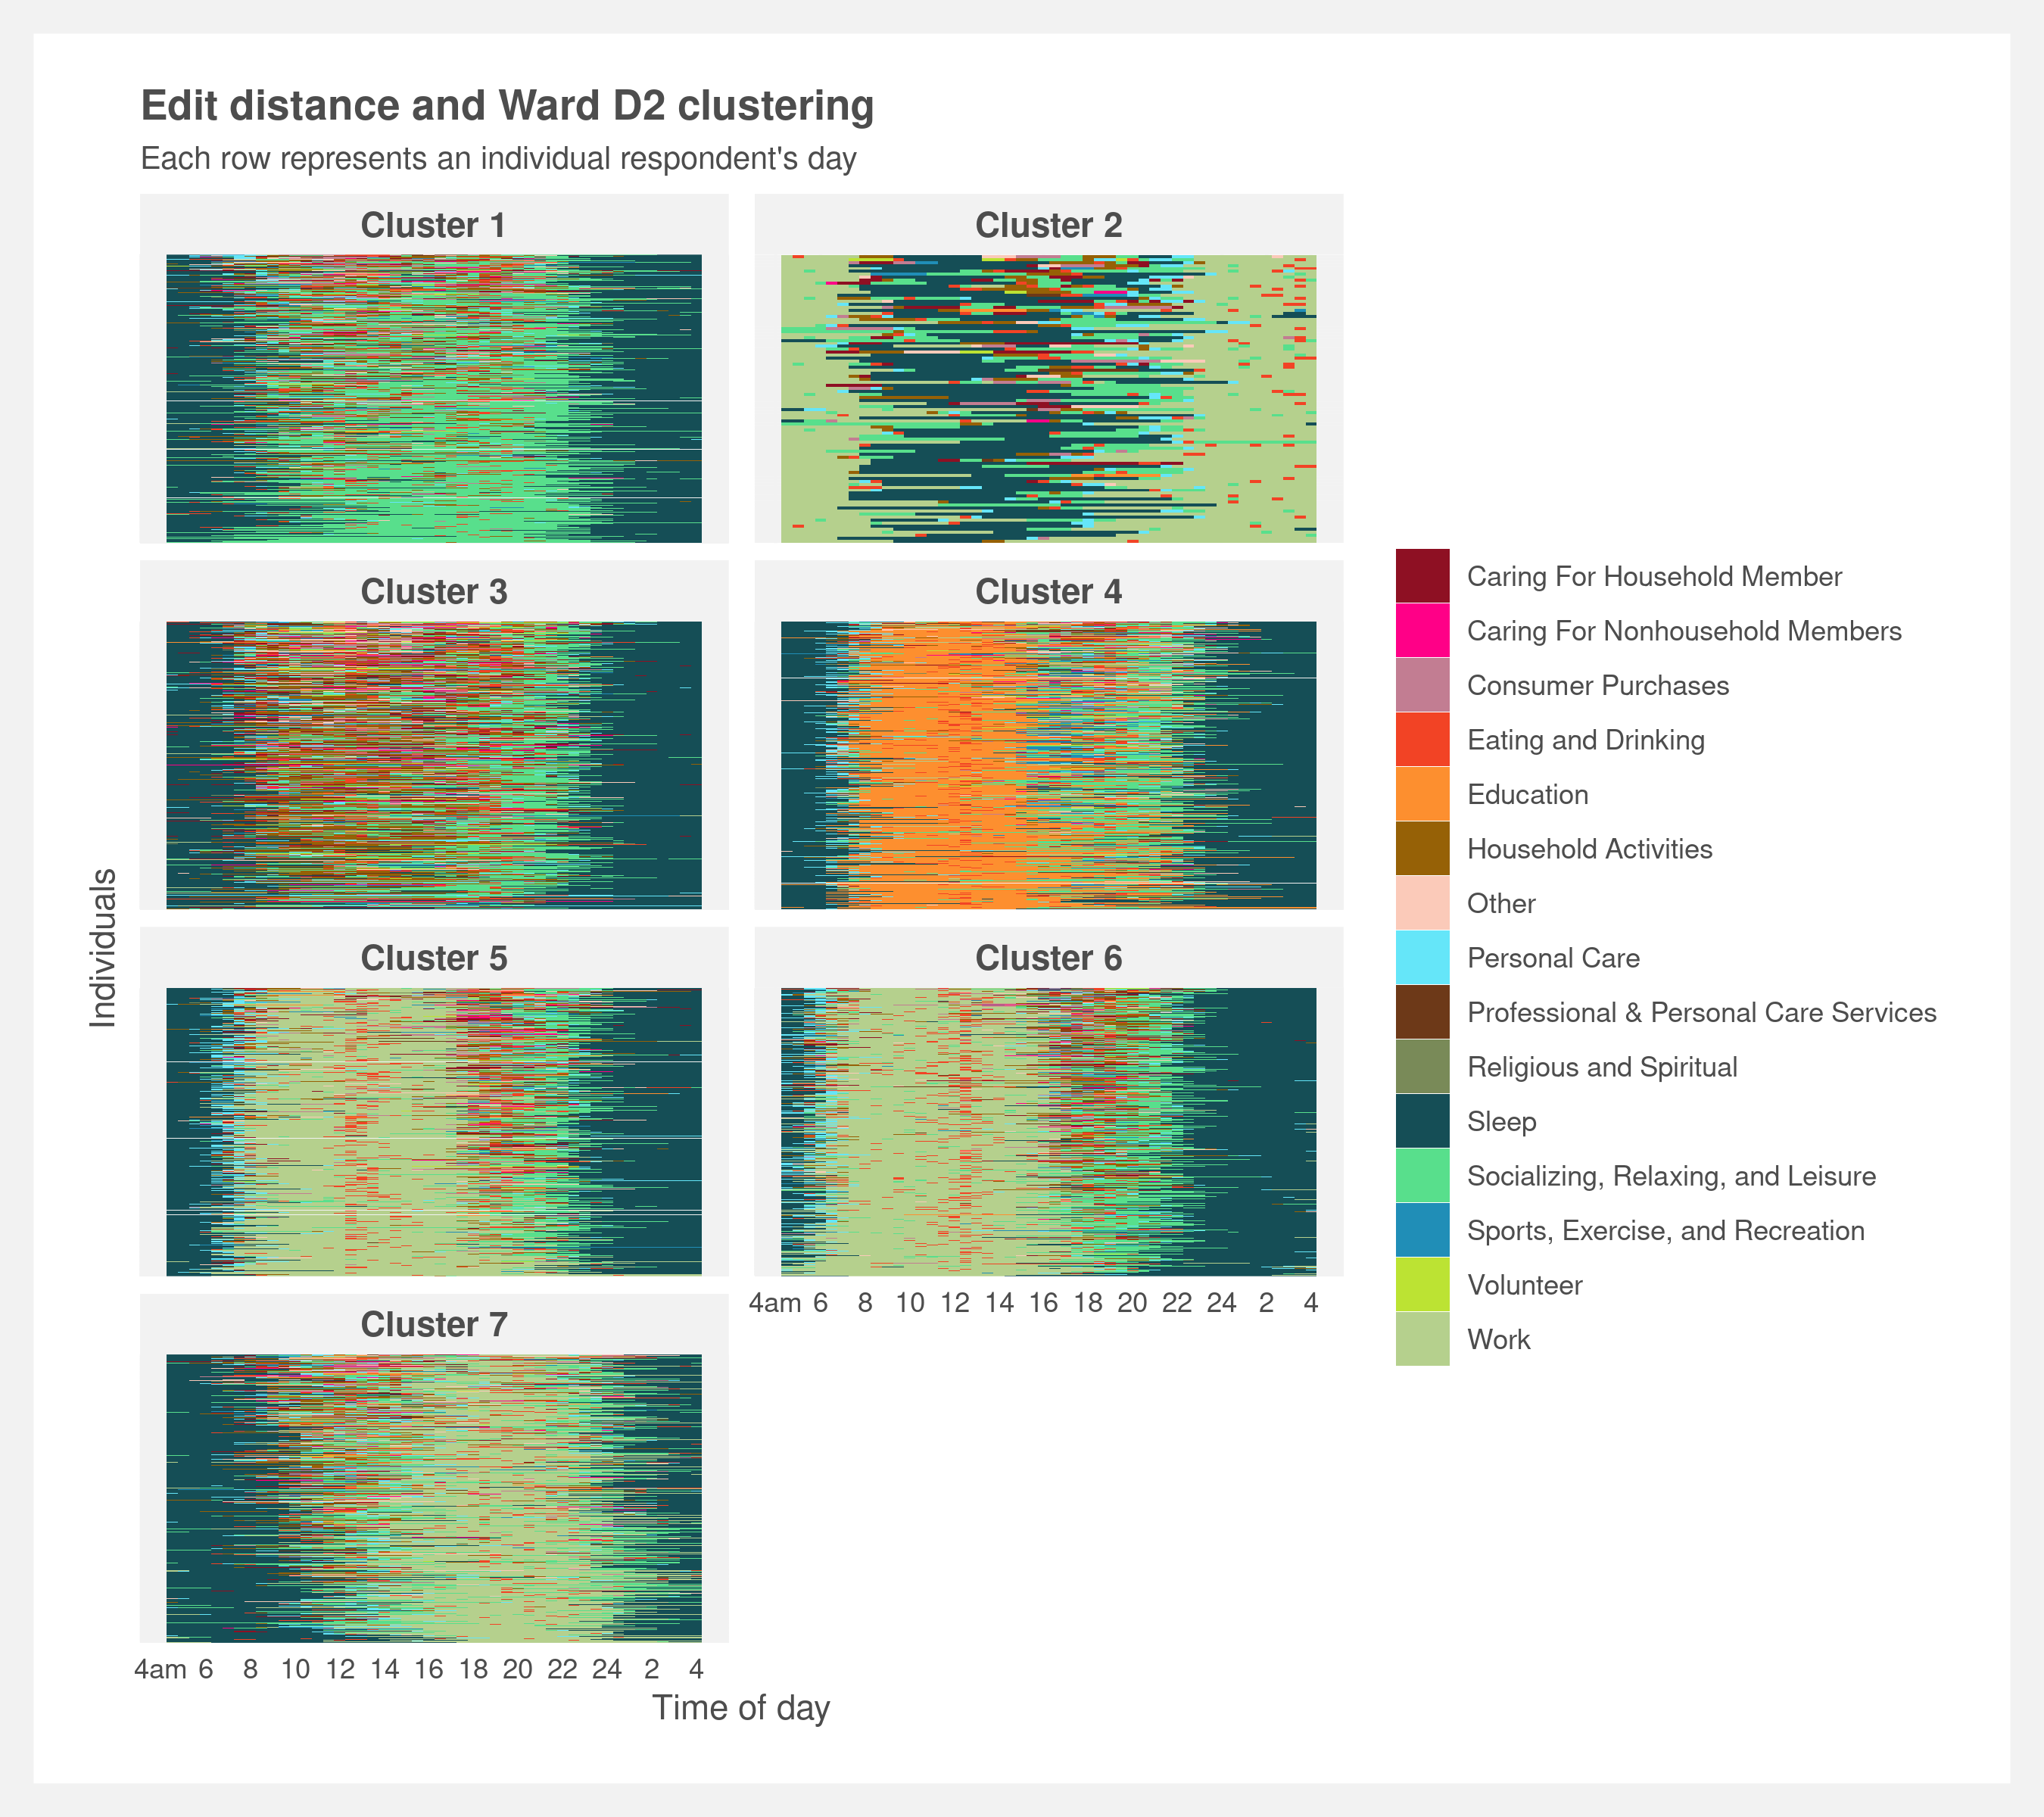 Edit distance and Ward D2 clustering
Each row represents an individual respondent's day
Cluster 1
Cluster 2
Cluster 3
Cluster 4
Cluster 5
Cluster 6
4am 6 8 10 12 14 16 18 20 22 24 2 4
Cluster 7
4am 6 8 10 12 14 16 18 20 22 24 2 4
Time of day
Individuals
Caring For Household Member
Caring For Nonhousehold Members
Consumer Purchases
Eating and Drinking
Education
Household Activities
Other
Personal Care
Professional & Personal Care Services
Religious and Spiritual
Sleep
Socializing, Relaxing, and Leisure
Sports, Exercise, and Recreation
Volunteer
Work